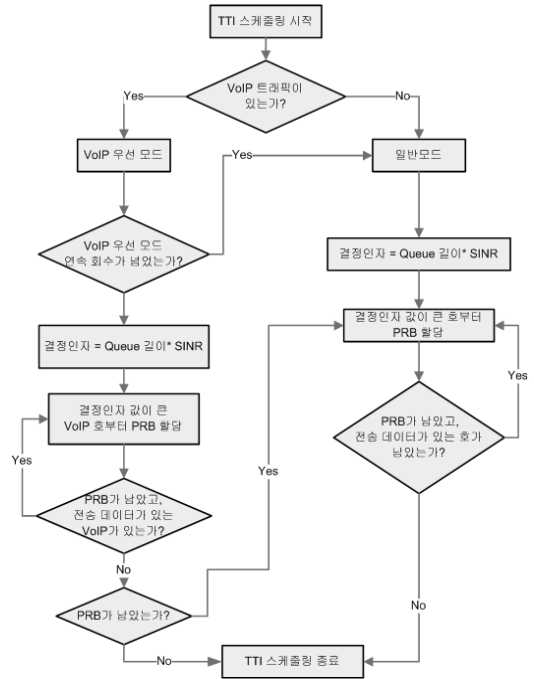 TTI 스케줄링 시작
VoIP 트래픽이
있는가?
Yes
No
VoIP 우선 모드
Yes
일반모드
VoIP 우선 모드
연속 회수가 넘었는가?
결정인자 = Queue 길이* SINR
결정인자 값이 큰 호부터
PRB 할당
결정인자 = Queue 길이* SINR
Yes
결정인자 값이 큰
VoIP 호부터 PRB 할당
PRB가 남았고,
전송 데이터가 있는 호가
남았는가?
Yes
Yes
PRB가 남았고,
전송 데이터가 있는
VoIP가 있는가?
No
PRB가 남았는가?
No
No
TTI 스케줄링 종료